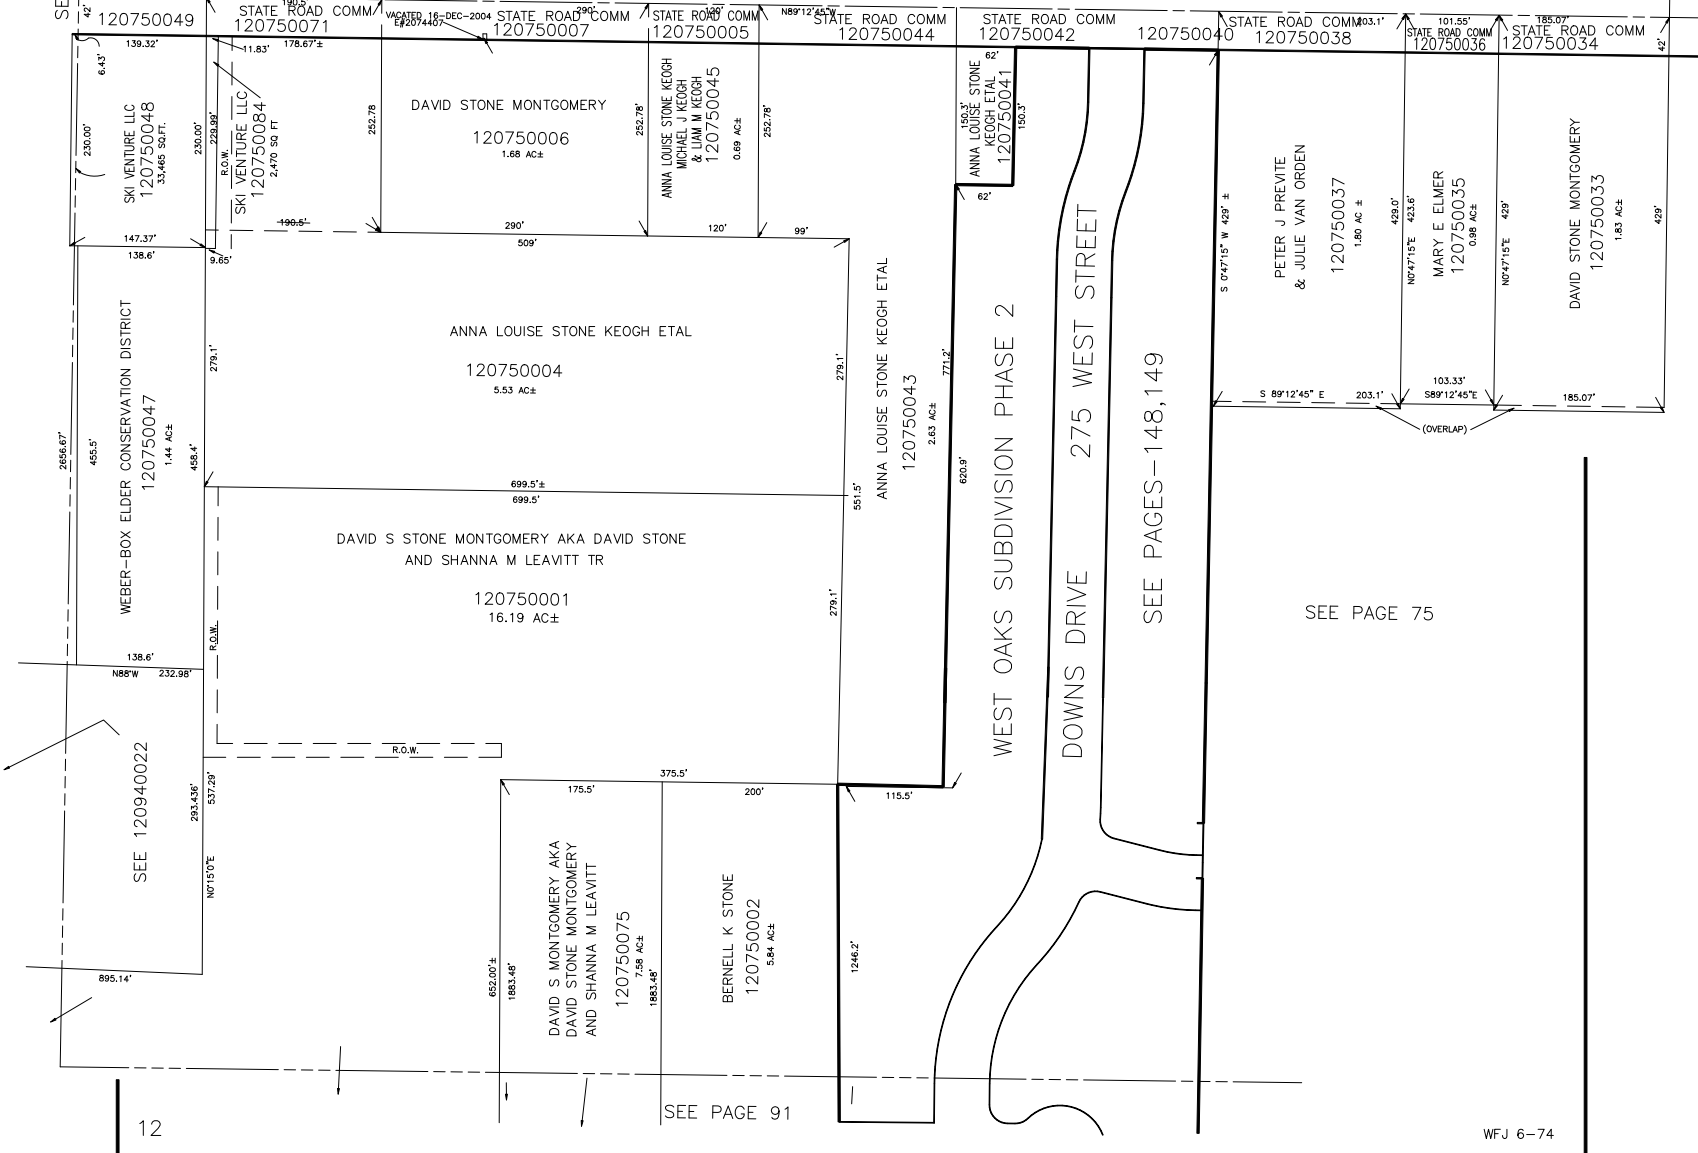 SE
42'
120750049
190.5'
STATE ROAD COMM
120750071
VACATED 16-DEC-2004
E#2074407
290'
STATE ROAD COMM
120750007
120'
STATE ROAD COMM
120750005
N89°12'45"W
STATE ROAD COMM
120750044
STATE ROAD COMM
120750042
120750040
STATE ROAD COMM
203.1'
120750038
101.55'
STATE ROAD COMM
120750036
185.07'
STATE ROAD COMM
120750034
42'
139.32'
11.83'
178.67'±
6.43'
230.00'
SKI VENTURE LLC
120750048
33,465 SQ.FT.
230.00'
229.99'
R.O.W.
SKI VENTURE LLC
120750084
2,470 SQ FT
190.5'
252.78
DAVID STONE MONTGOMERY
120750006
1.68 AC±
252.78'
290'
509'
ANNA LOUISE STONE KEOGH
MICHAEL J KEOGH
& LIAM M KEOGH
120750045
0.69 AC±
252.78'
120'
99'
62'
150.3'
ANNA LOUISE STONE
KEOGH ETAL
120750041
150.3'
62'
147.37'
138.6'
9.65'
2656.67'
455.5'
WEBER-BOX ELDER CONSERVATION DISTRICT
120750047
1.44 AC±
458.4'
279.1'
ANNA LOUISE STONE KEOGH ETAL
120750004
5.53 AC±
279.1'
699.5'±
699.5'
551.5'
ANNA LOUISE STONE KEOGH ETAL
120750043
2.63 AC±
771.2'
620.9'
WEST OAKS SUBDIVISION PHASE 2
DOWNS DRIVE
275 WEST STREET
SEE PAGES-148,149
S 0°47'15" W 429' ±
PETER J PREVITE
& JULIE VAN ORDEN
120750037
1.80 AC ±
429.0'
N0°47'15"E 423.6'
MARY E ELMER
120750035
0.98 AC±
N0°47'15"E 429'
DAVID STONE MONTGOMERY
120750033
1.83 AC±
429'
S 89°12'45" E
203.1'
103.33'
S89°12'45"E
185.07'
(OVERLAP)
DAVID S STONE MONTGOMERY AKA DAVID STONE
AND SHANNA M LEAVITT TR
120750001
16.19 AC±
279.1'
R.O.W.
SEE PAGE 75
138.6'
N88°W
232.98'
R.O.W.
SEE 120940022
293.436'
537.29'
N0°15'0"E
895.14'
375.5'
175.5'
200'
115.5'
652.00'±
1883.48'
DAVID S MONTGOMERY AKA
DAVID STONE MONTGOMERY
AND SHANNA M LEAVITT
120750075
7.58 AC±
1883.48'
BERNELL K STONE
120750002
5.84 AC±
1246.2'
SEE PAGE 91
12
WFJ 6-74